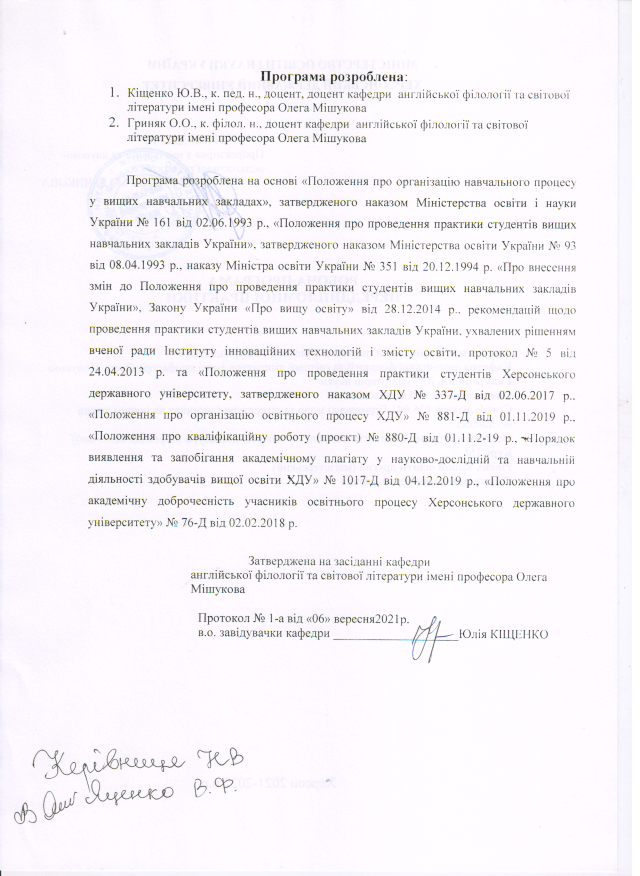 Програма розроблена:
1. Кіщенко Ю.В., к. пед. н., доцент, доцент кафедри англійської філології та світової
літератури імені професора Олега Мішукова
2. Гриняк О.О., к. філол. н., доцент кафедри англійської філології та світової
літератури імені професора Олега Мішукова
Програма розроблена на основі «Положення про організацію навчального процесу
у вищих навчальних закладах», затвердженого наказом Міністерства освіти і науки
України № 161 від 02.06.1993 р., «Положення про проведення практики студентів вищих
навчальних закладів України», затвердженого наказом Міністерства освіти України № 93
від 08.04.1993 р., наказу Міністра освіти України № 351 від 20.12.1994 р. «Про внесення
змін до Положення про проведення практики студентів вищих навчальних закладів
України», Закону України «Про вищу освіту» від 28.12.2014 р.. рекомендацій щодо
проведення практики студентів вищих навчальних закладів України, ухвалених рішенням
вченої ради Інституту інноваційних технологій і змісту освіти, протокол № 5 від
24.04.2013 р. та «Положення про проведення практики студентів Херсонського
державного університету, затвердженого наказом ХДУ № 337-Д від 02.06.2017 р..
«Положення про організацію освітнього процесу ХДУ» № 881-Д від 01.11.2019 р..
«Положення про кваліфікаційну роботу (проєкт) № 880-Д від 01.11.2-19 р., «Порядок
виявлення та запобігання академічному плагіату у науково-дослідній та навчальній
діяльності здобувачів вищої освіти ХДУ» № 1017-Д від 04.12.2019 р., «Положення про
академічну доброчесність учасників освітнього процесу Херсонського державного
університету» № 76-Д від 02.02.2018 р.
Затверджена на засіданні кафедри
англійської філології та світової літератури імені професора Олега
Мішукова
Протокол № 1-а від «06» вересня2021р.
в.о. завідувачки кафедри ____________________Юлія КІЩЕНКО
Яценко В.Ф.